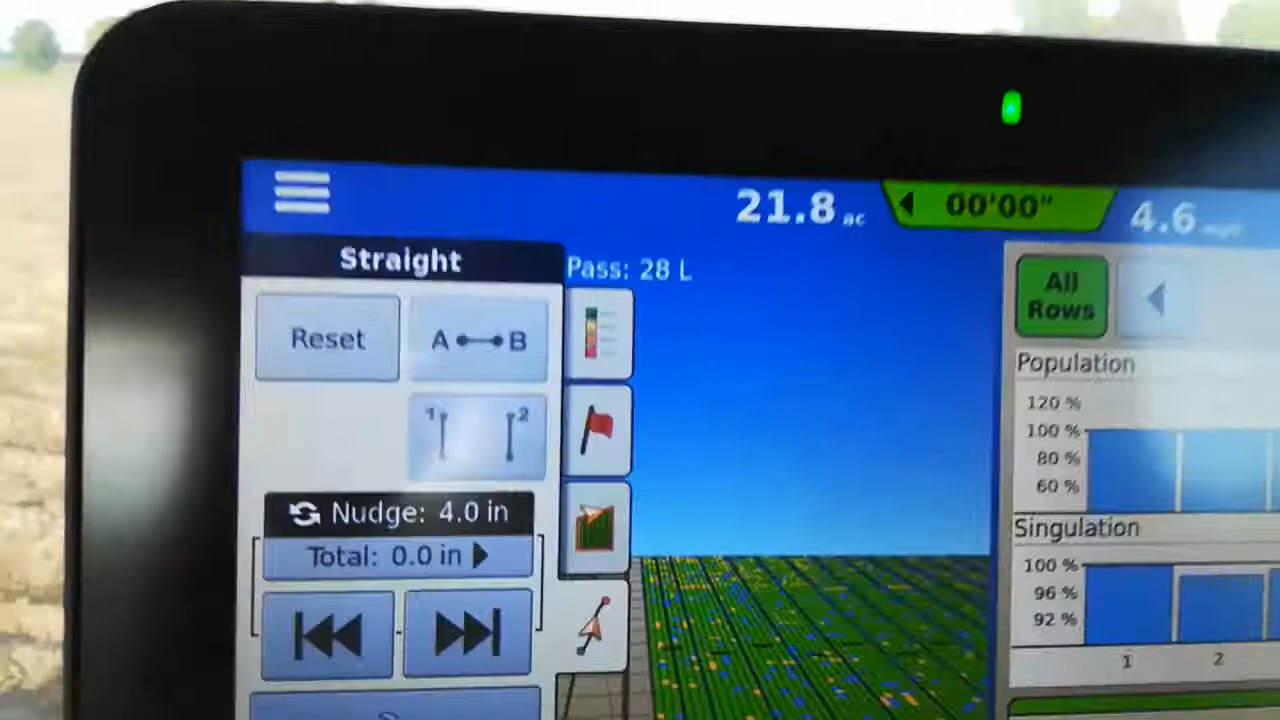 21.8 ac
00'00"
4.6
Straight
Pass: 28 L
Reset
A B
1 2
Nudge: 4.0 in
Total: 0.0 in
All
Rows
Population
120 %
100 %
80 %
60 %
Singulation
100 %
96 %
92 %
1 2